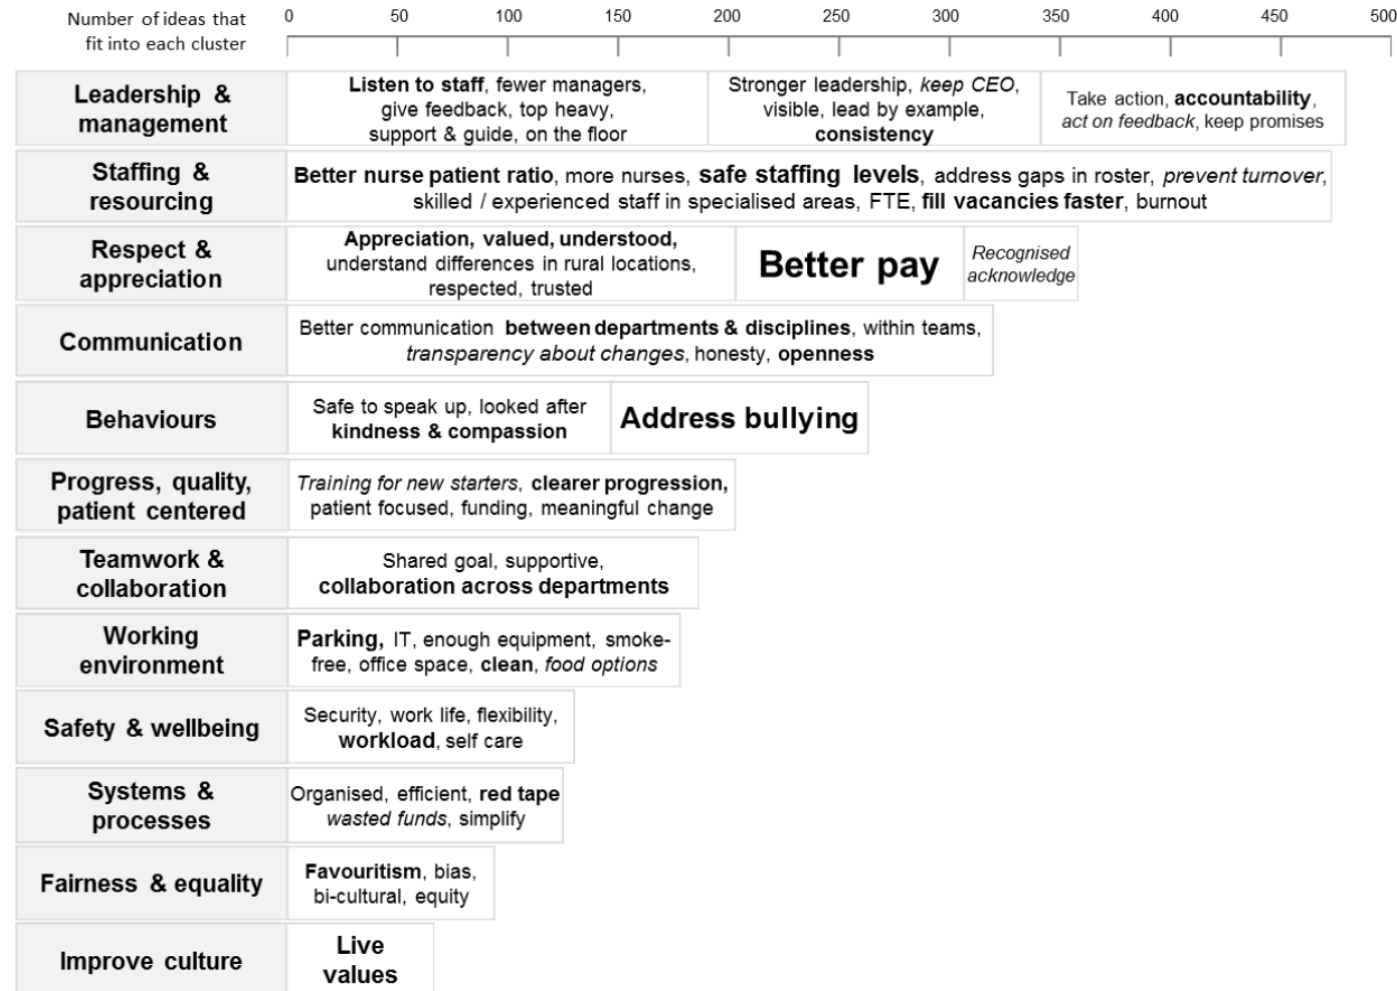 Number of ideas that
fit into each cluster
0 50 100 150 200 250 300 350 400 450 500
Leadership &
management
Listen to staff, fewer managers,
give feedback, top heavy,
support & guide, on the floor
Stronger leadership, keep CEO,
visible, lead by example,
consistency
Take action, accountability,
act on feedback, keep promises
Staffing &
resourcing
Better nurse patient ratio, more nurses, safe staffing levels, address gaps in roster, prevent turnover,
skilled / experienced staff in specialised areas, FTE, fill vacancies faster, burnout
Respect &
appreciation
Appreciation, valued, understood,
understand differences in rural locations,
respected, trusted
Better pay
Recognised
acknowledge
Communication
Better communication between departments & disciplines, within teams,
transparency about changes, honesty, openness
Behaviours
Safe to speak up, looked after
kindness & compassion
Address bullying
Progress, quality,
patient centered
Training for new starters, clearer progression,
patient focused, funding, meaningful change
Teamwork &
collaboration
Shared goal, supportive,
collaboration across departments
Working
environment
Parking, IT, enough equipment, smoke-
free, office space, clean, food options
Safety & wellbeing
Security, work life, flexibility,
workload, self care
Systems &
processes
Organised, efficient, red tape
wasted funds, simplify
Fairness & equality
Favouritism, bias,
bi-cultural, equity
Improve culture
Live
values